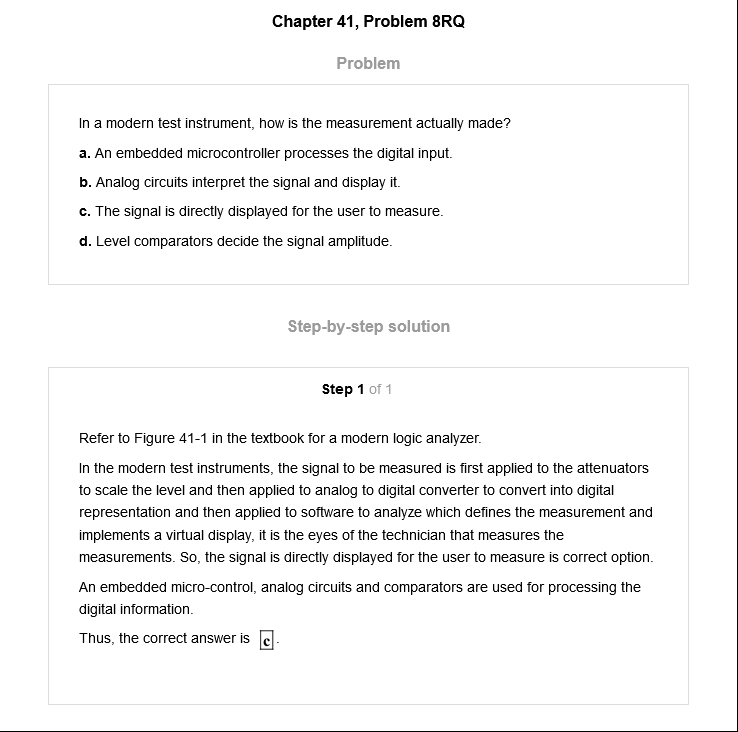 Chapter 41, Problem 8RQ
Problem
In a modern test instrument, how is the measurement actually made?
a. An embedded microcontroller processes the digital input.
b. Analog circuits interpret the signal and display it.
c. The signal is directly displayed for the user to measure.
d. Level comparators decide the signal amplitude.
Step-by-step solution
Step 1 of 1
Refer to Figure 41-1 in the textbook for a modern logic analyzer.
In the modern test instruments, the signal to be measured is first applied to the attenuators
to scale the level and then applied to analog to digital converter to convert into digital
representation and then applied to software to analyze which defines the measurement and
implements a virtual display, it is the eyes of the technician that measures the
measurements. So, the signal is directly displayed for the user to measure is correct option.
An embedded micro-control, analog circuits and comparators are used for processing the
digital information.
Thus, the correct answer is c.